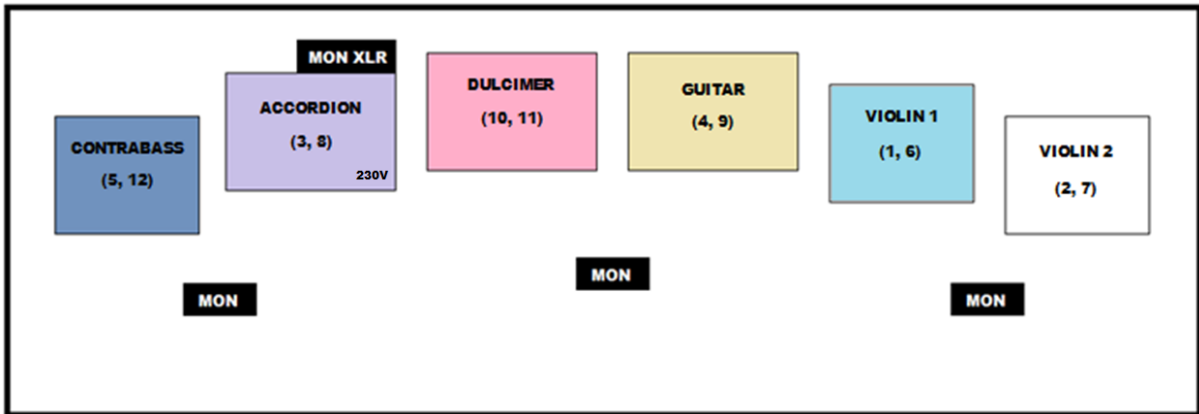 MON XLR
ACCORDION
(3, 8)
230V
DULCIMER
(10, 11)
GUITAR
(4, 9)
VIOLIN 1
(1, 6)
CONTRABASS
(5, 12)
VIOLIN 2
(2, 7)
MON
MON
MON